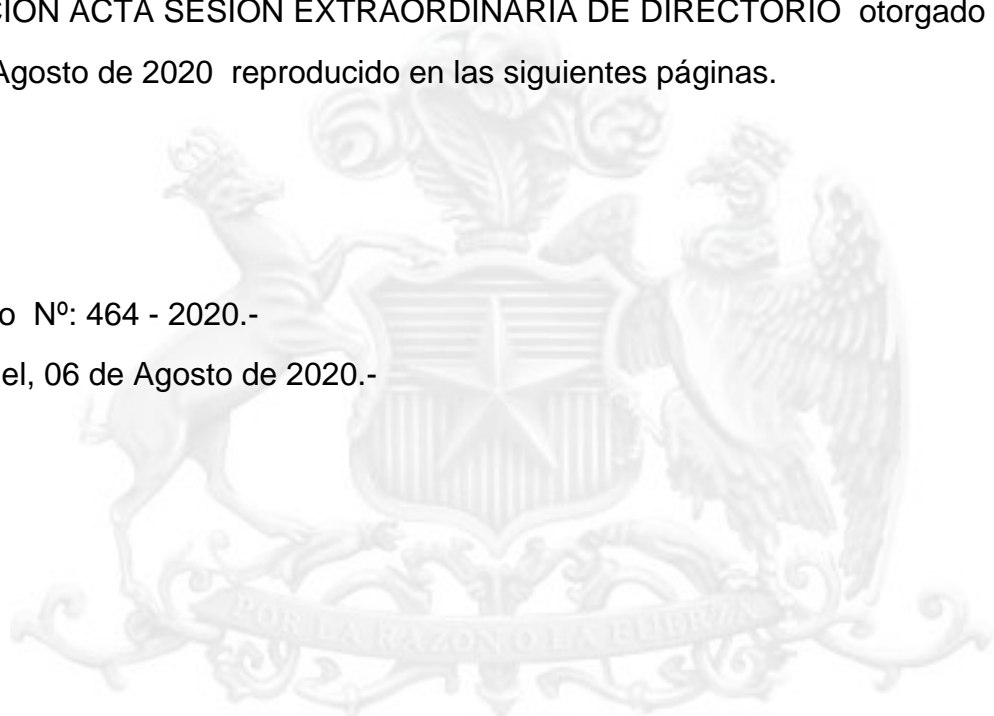 CION ACTA SESION EXTRAORDINARIA DE DIRECTORIO otorgado
Agosto de 2020 reproducido en las siguientes páginas.
o Nº: 464 - 2020.-
el, 06 de Agosto de 2020.-
POR LA RAZON O LA FUERZA